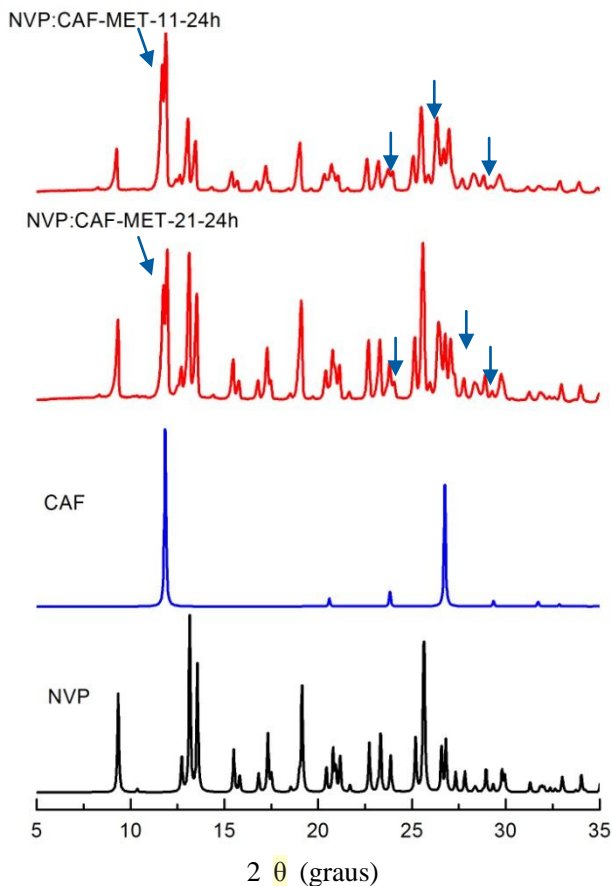 NVP:CAF-MET-11-24h
NVP:CAF-MET-21-24h
CAF
NVP
5 10 15 20 25 30 35
2 θ (graus)